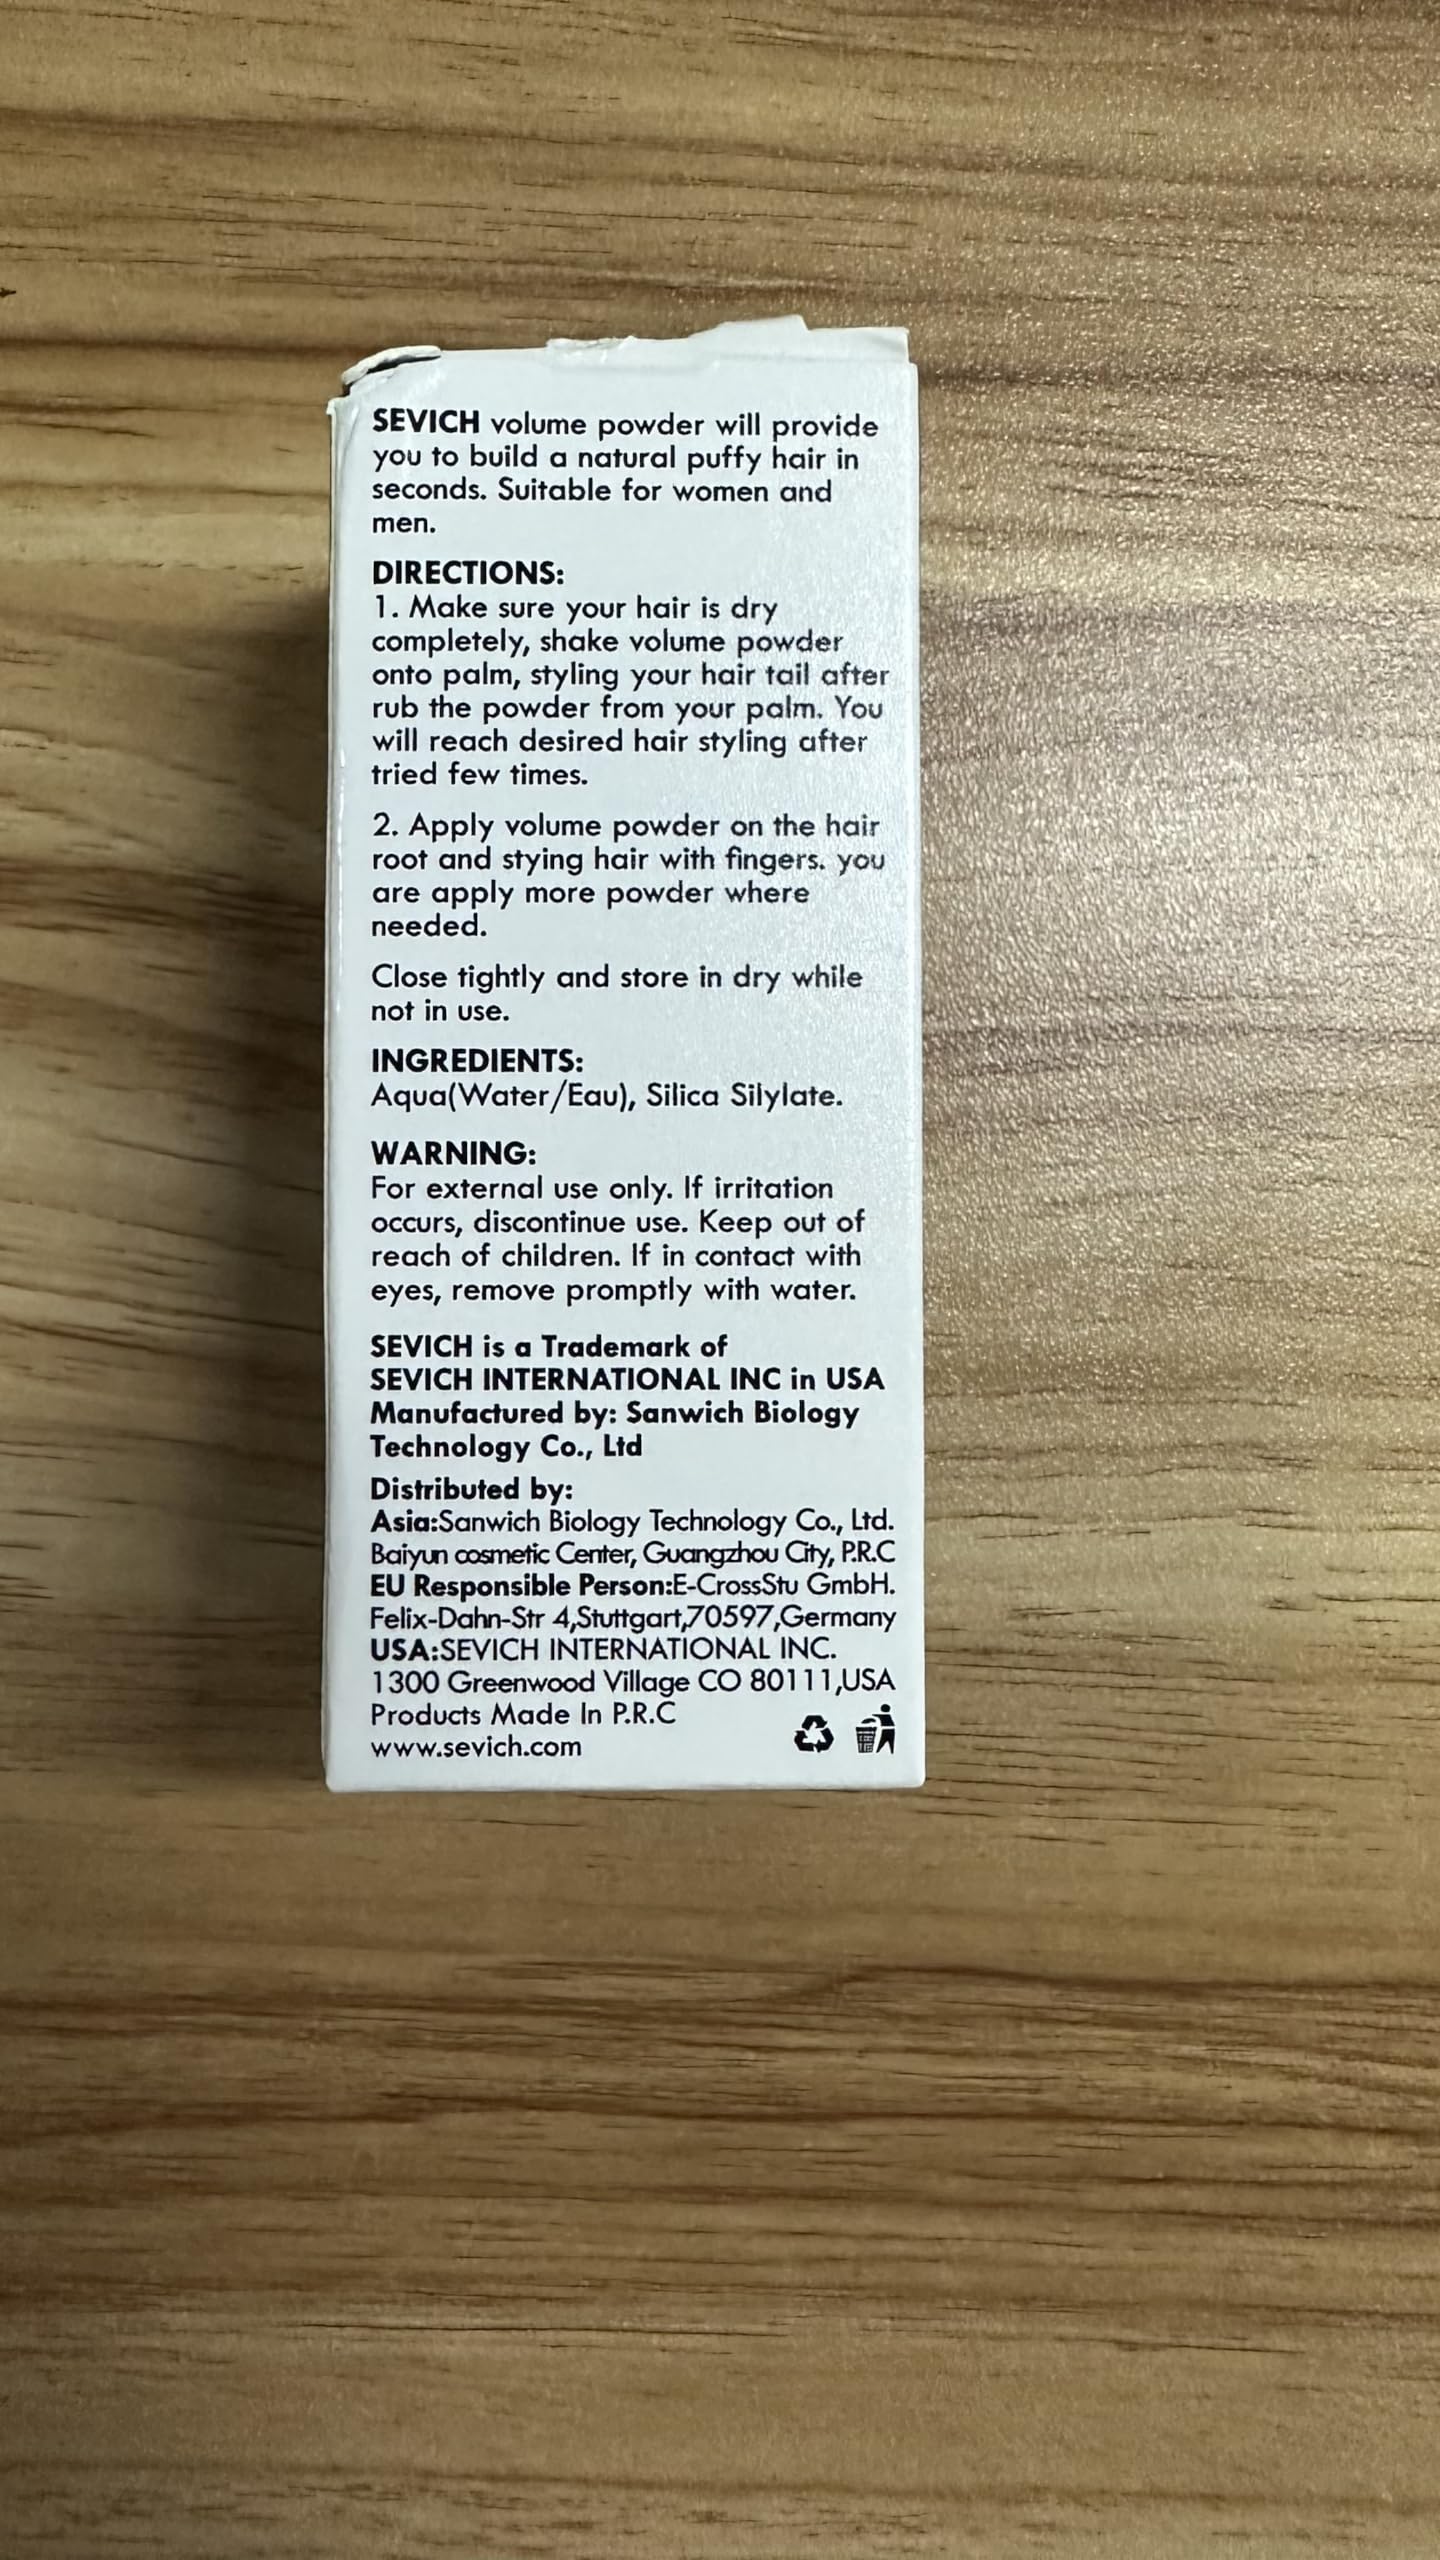 SEVICH volume powder will provide
you to build a natural puffy hair in
seconds. Suitable for women and
men.
DIRECTIONS:
1. Make sure your hair is dry
completely, shake volume powder
onto palm, styling your hair tail after
rub the powder from your palm. You
will reach desired hair styling after
tried few times.
2. Apply volume powder on the hair
root and stying hair with fingers. you
are apply more powder where
needed.
Close tightly and store in dry while
not in use.
INGREDIENTS:
Aqua(Water/Eau), Silica Silylate.
WARNING:
For external use only. If irritation
occurs, discontinue use. Keep out of
reach of children. If in contact with
eyes, remove promptly with water.
SEVICH is a Trademark of
SEVICH INTERNATIONAL INC in USA
Manufactured by: Sanwich Biology
Technology Co., Ltd
Distributed by:
Asia:Sanwich Biology Technology Co., Ltd.
Baiyun cosmetic Center, Guangzhou City, P.R.C
EU Responsible Person:E-CrossStu GmbH.
Felix-Dahn-Str 4,Stuttgart,70597,Germany
USA:SEVICH INTERNATIONAL INC.
1300 Greenwood Village CO 80111,USA
Products Made In P.R.C
www.sevich.com